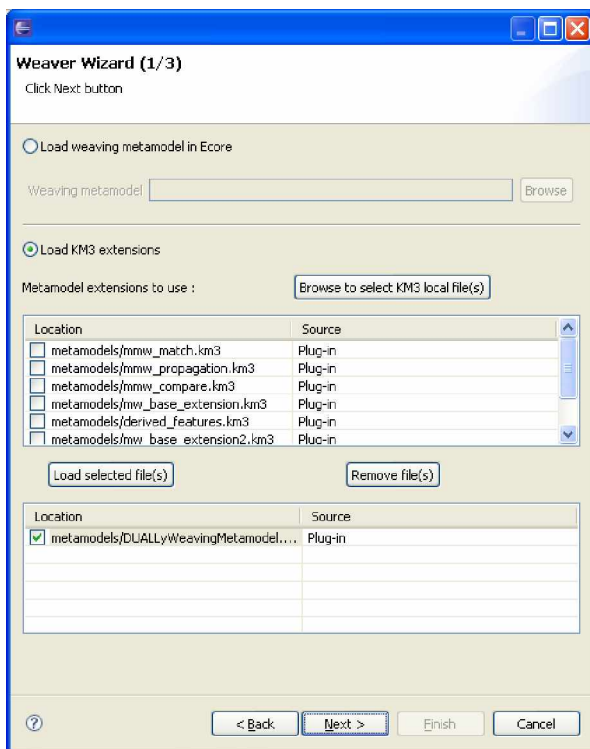 Weaver Wizard (1/3)
Click Next button
Load weaving metamodel in Ecore
Weaving metamodel Browse
Load KM3 extensions
Metamodel extensions to use : Browse to select KM3 local file(s)
Location Source
metamodels/mmw_match.km3 Plug-in
metamodels/mmw_propagation.km3 Plug-in
metamodels/mmw_compare.km3 Plug-in
metamodels/mw_base_extension.km3 Plug-in
metamodels/derived_features.km3 Plug-in
metamodels/mw_base_extension2.km3 Plug-in
Load selected file(s) Remove file(s)
Location Source
metamodels/DUALLyWeavingMetamodel.... Plug-in
? < Back Next > Finish Cancel